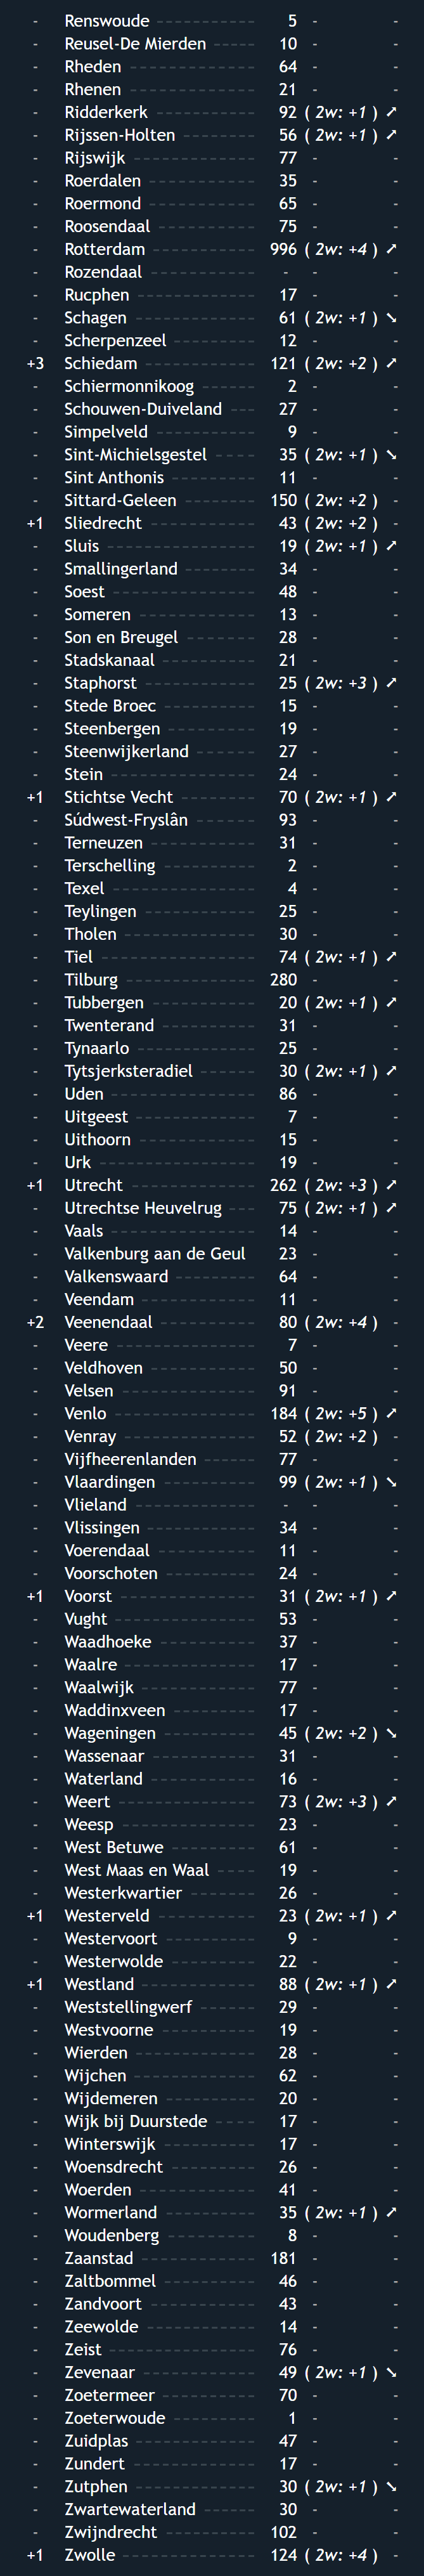 - Renswoude ----------- 5 - -
- Reusel-De Mierden ----- 10 - -
- Rheden -------------- 64 - -
- Rhenen -------------- 21 - -
- Ridderkerk ----------- 92 ( 2w: +1 ) ⤢
- Rijssen-Holten -------- 56 ( 2w: +1 ) ⤢
- Rijswijk ------------- 77 - -
- Roerdalen ----------- 35 - -
- Roermond ------------ 65 - -
- Roosendaal ----------- 75 - -
- Rotterdam ----------- 996 ( 2w: +4 ) ➚
- Rozendaal ----------- - - -
- Rucphen ------------- 17 - -
- Schagen ------------- 61 ( 2w: +1 ) ➘
- Scherpenzeel --------- 12 - -
+3 Schiedam ------------ 121 ( 2w: +2 ) ➚
- Schiermonnikoog ------ 2 - -
- Schouwen-Duiveland --- 27 - -
- Simpelveld ----------- 9 - -
- Sint-Michielsgestel ----- 35 ( 2w: +1 ) ➘
- Sint Anthonis --------- 11 - -
- Sittard-Geleen -------- 150 ( 2w: +2 ) -
+1 Sliedrecht ----------- 43 ( 2w: +2 ) -
- Sluis --------------- 19 ( 2w: +1 ) ➚
- Smallingerland -------- 34 - -
- Soest --------------- 48 - -
- Someren ------------ 13 - -
- Son en Breugel ------- 28 - -
- Stadskanaal ---------- 21 - -
- Staphorst ------------ 25 ( 2w: +3 ) ➚
- Stede Broec ---------- 15 - -
- Steenbergen --------- 19 - -
- Steenwijkerland ------- 27 - -
- Stein --------------- 24 - -
+1 Stichtse Vecht -------- 70 ( 2w: +1 ) ➚
- Súdwest-Fryslân ------ 93 - -
- Terneuzen ----------- 31 - -
- Terschelling ---------- 2 - -
- Texel --------------- 4 - -
- Teylingen ----------- 25 - -
- Tholen ------------- 30 - -
- Tiel ---------------- 74 ( 2w: +1 ) ➚
- Tilburg ------------- 280 - -
- Tubbergen ---------- 20 ( 2w: +1 ) ➚
- Twenterand --------- 31 - -
- Tynaarlo ------------ 25 - -
- Tytsjerksteradiel ------ 30 ( 2w: +1 ) ➚
- Uden -------------- 86 - -
- Uitgeest ------------ 7 - -
- Uithoorn ----------- 15 - -
- Urk ---------------- 19 - -
+1 Utrecht ------------ 262 ( 2w: +3 ) ➚
- Utrechtse Heuvelrug --- 75 ( 2w: +1 ) ➚
- Vaals -------------- 14 - -
- Valkenburg aan de Geul 23 - -
- Valkenswaard -------- 64 - -
- Veendam ----------- 11 - -
+2 Veenendaal --------- 80 ( 2w: +4 ) -
- Veere -------------- 7 - -
- Veldhoven ---------- 50 - -
- Velsen ------------- 91 - -
- Venlo -------------- 184 ( 2w: +5 ) ➚
- Venray ------------- 52 ( 2w: +2 ) -
- Vijfheerenlanden ----- 77 - -
- Vlaardingen --------- 99 ( 2w: +1 ) ➘
- Vlieland ------------ - - -
- Vlissingen ---------- 34 - -
- Voerendaal --------- 11 - -
- Voorschoten -------- 24 - -
+1 Voorst ------------- 31 ( 2w: +1 ) ➚
- Vught ------------- 53 - -
- Waadhoeke --------- 37 - -
- Waalre ------------ 17 - -
- Waalwijk ----------- 77 - -
- Waddinxveen ------- 17 - -
- Wageningen -------- 45 ( 2w: +2 ) ➘
- Wassenaar ---------- 31 - -
- Waterland ---------- 16 - -
- Weert ------------- 73 ( 2w: +3 ) ➚
- Weesp ------------- 23 - -
- West Betuwe ------- 61 - -
- West Maas en Waal --- 19 - -
- Westerkwartier ------ 26 - -
+1 Westerveld --------- 23 ( 2w: +1 ) ➚
- Westervoort -------- 9 - -
- Westerwolde ------- 22 - -
+1 Westland ---------- 88 ( 2w: +1 ) ➚
- Weststellingwerf ----- 29 - -
- Westvoorne -------- 19 - -
- Wierden ----------- 28 - -
- Wijchen ----------- 62 - -
- Wijdemeren -------- 20 - -
- Wijk bij Duurstede ---- 17 - -
- Winterswijk --------- 17 - -
- Woensdrecht ------- 26 - -
- Woerden ---------- 41 - -
- Wormerland -------- 35 ( 2w: +1 ) ➚
- Woudenberg ------- 8 - -
- Zaanstad ---------- 181 - -
- Zaltbommel -------- 46 - -
- Zandvoort --------- 43 - -
- Zeewolde ---------- 14 - -
- Zeist ------------- 76 - -
- Zevenaar ---------- 49 ( 2w: +1 ) ➘
- Zoetermeer -------- 70 - -
- Zoeterwoude ------- 1 - -
- Zuidplas ----------- 47 - -
- Zundert ----------- 17 - -
- Zutphen ----------- 30 ( 2w: +1 ) ➘
- Zwartewaterland ---- 30 - -
- Zwijndrecht -------- 102 - -
+1 Zwolle ------------ 124 ( 2w: +4 ) -